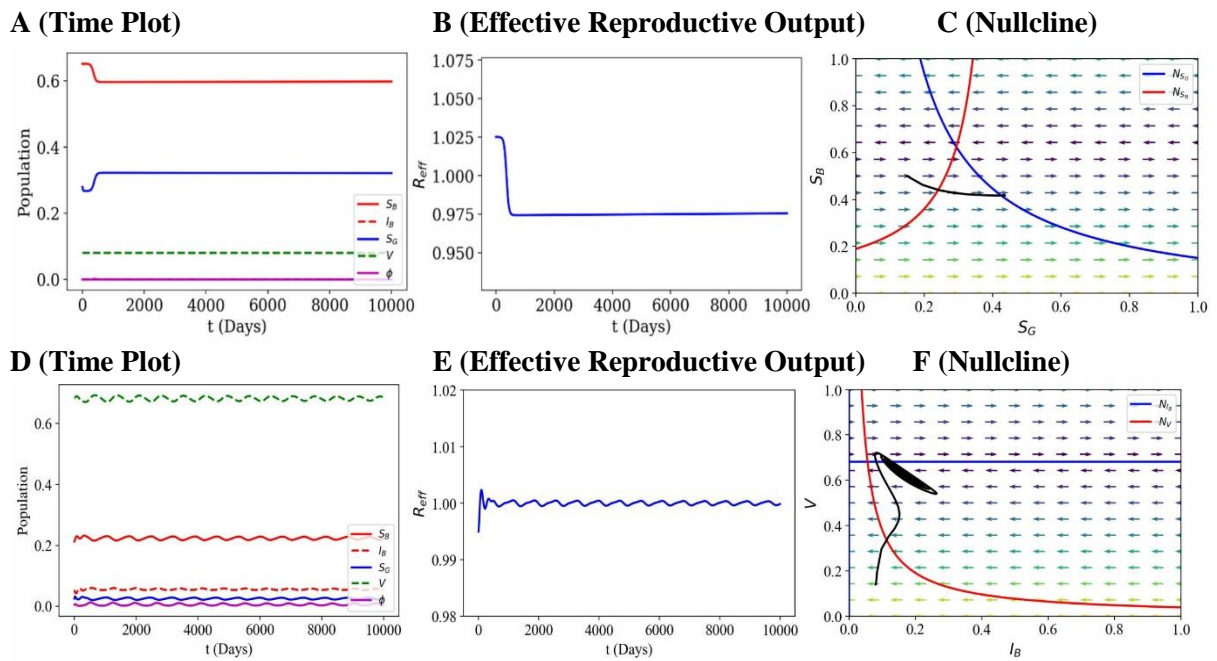 A (Time Plot)
B (Effective Reproductive Output)
C (Nullcline)
Population
0.6
0.4
0.2
0.0
S_B
I_B
S_G
V
ϕ
0 2000 4000 6000 8000 10000
t (Days)
R_eff
1.075
1.050
1.025
1.000
0.975
0.950
0 2000 4000 6000 8000 10000
t (Days)
S_B
1.0
0.8
0.6
0.4
0.2
0.0
N_{S_G}
N_{S_B}
0.0 0.2 0.4 0.6 0.8 1.0
S_G
D (Time Plot)
E (Effective Reproductive Output)
F (Nullcline)
Population
0.6
0.4
0.2
0.0
S_B
I_B
S_G
V
ϕ
0 2000 4000 6000 8000 10000
t (Days)
R_eff
1.02
1.01
1.00
0.99
0.98
0 2000 4000 6000 8000 10000
t (Days)
V
1.0
0.8
0.6
0.4
0.2
0.0
N_{I_B}
N_V
0.0 0.2 0.4 0.6 0.8 1.0
I_B